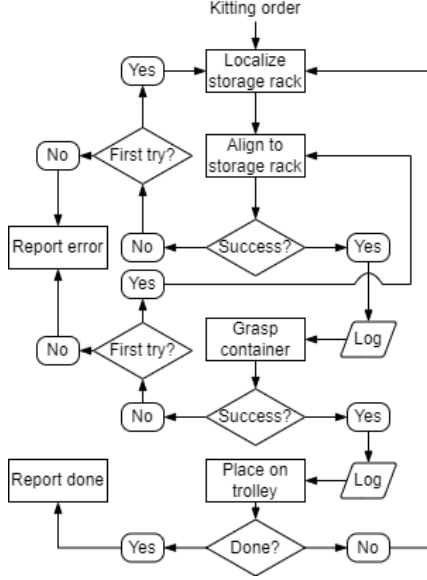 Kitting order
Yes
Localize
storage rack
No
First try?
Align to
storage rack
Report error
No
Success?
Yes
Yes
No
First try?
Grasp
container
Log
No
Success?
Yes
Report done
Place on
trolley
Log
Yes
Done?
No